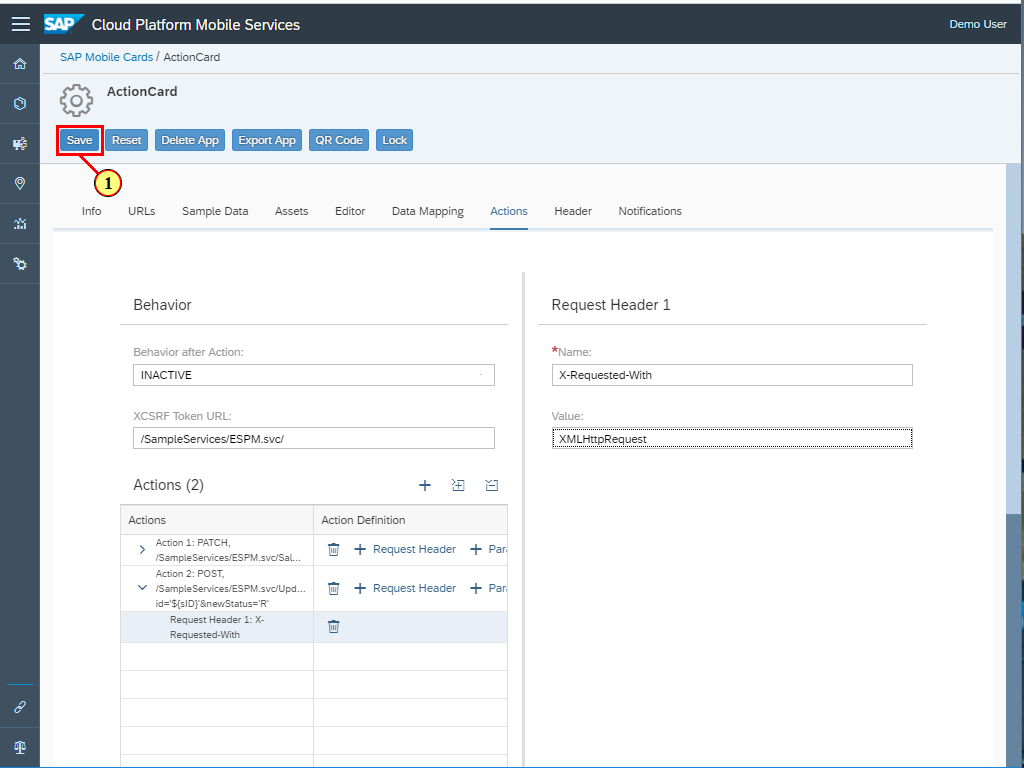 SAP Cloud Platform Mobile Services
Demo User
SAP Mobile Cards / ActionCard
ActionCard
Save Reset Delete App Export App QR Code Lock
1
Info URLs Sample Data Assets Editor Data Mapping Actions Header Notifications
Behavior
Behavior after Action:
INACTIVE
XCSRF Token URL:
/SampleServices/ESPM.svc/
Actions (2)
Actions Action Definition
Action 1: PATCH,
/SampleServices/ESPM.svc/Sal...
Request Header Par
Action 2: POST,
/SampleServices/ESPM.svc/Upd...
id='${sID}'&newStatus='R'
Request Header Par
Request Header 1: X-
Requested-With
Request Header 1
*Name:
X-Requested-With
Value:
XMLHttpRequest